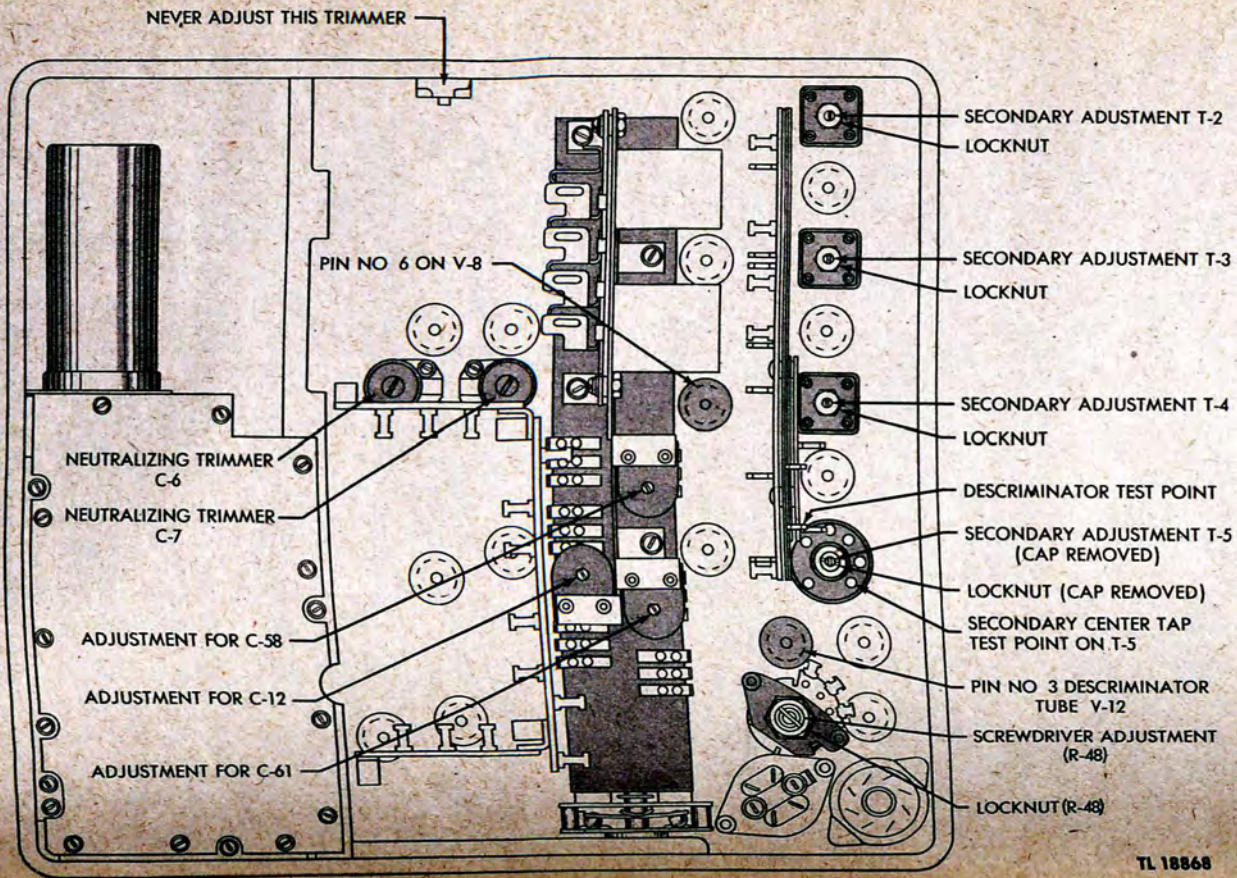 NEVER ADJUST THIS TRIMMER
PIN NO 6 ON V-8
NEUTRALIZING TRIMMER
C-6
NEUTRALIZING TRIMMER
C-7
ADJUSTMENT FOR C-58
ADJUSTMENT FOR C-12
ADJUSTMENT FOR C-61
SECONDARY ADUSTMENT T-2
LOCKNUT
SECONDARY ADJUSTMENT T-3
LOCKNUT
SECONDARY ADJUSTMENT T-4
LOCKNUT
DESCRIMINATOR TEST POINT
SECONDARY ADJUSTMENT T-5
(CAP REMOVED)
LOCKNUT (CAP REMOVED)
SECONDARY CENTER TAP
TEST POINT ON T-5
PIN NO 3 DESCRIMINATOR
TUBE V-12
SCREWDRIVER ADJUSTMENT
(R-48)
LOCKNUT (R-48)
TL 18868